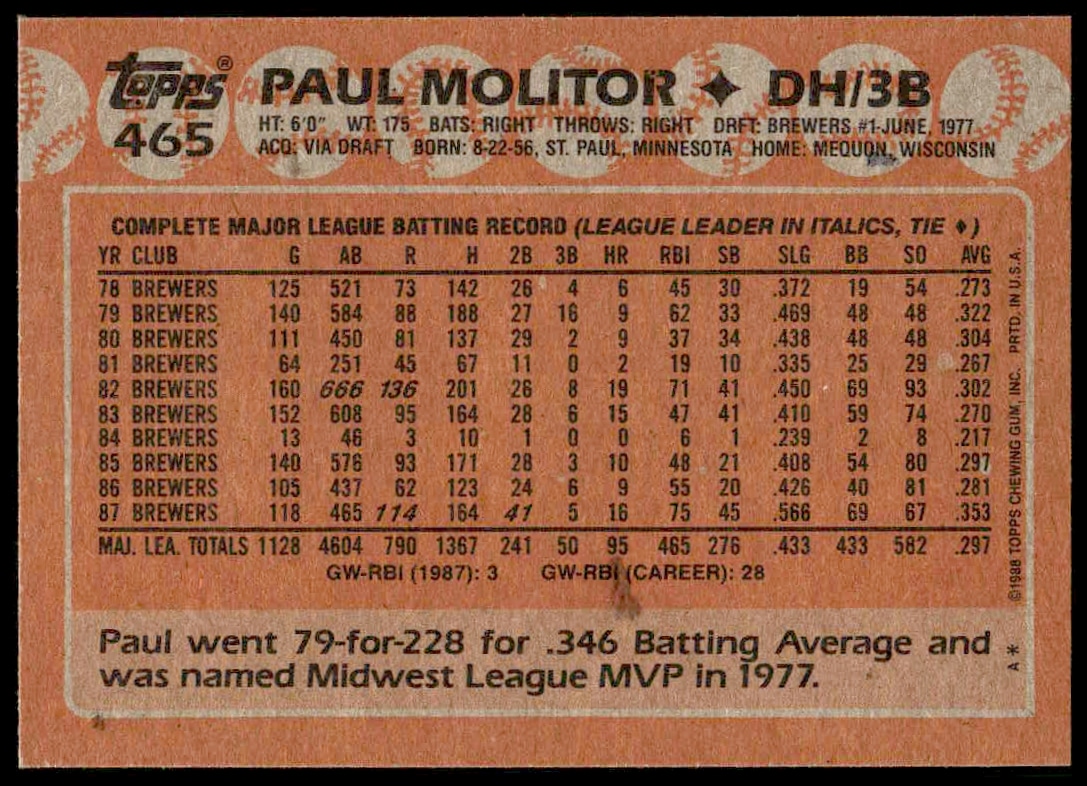 topps® PAUL MOLITOR ✦ DH/3B
465 HT: 6'0" WT: 175 BATS: RIGHT THROWS: RIGHT DRFT: BREWERS #1-JUNE, 1977
ACQ: VIA DRAFT BORN: 8-22-56, ST. PAUL, MINNESOTA HOME: MEQUON, WISCONSIN
COMPLETE MAJOR LEAGUE BATTING RECORD (LEAGUE LEADER IN ITALICS, TIE ♦)
YR CLUB G AB R H 2B 3B HR RBI SB SLG BB SO AVG
78 BREWERS 125 521 73 142 26 4 6 45 30 .372 19 54 .273
79 BREWERS 140 584 88 188 27 16 9 62 33 .469 48 48 .322
80 BREWERS 111 450 81 137 29 2 9 37 34 .438 48 48 .304
81 BREWERS 64 251 45 67 11 0 2 19 10 .335 25 29 .267
82 BREWERS 160 666 136 201 26 8 19 71 41 .450 69 93 .302
83 BREWERS 152 608 95 164 28 6 15 47 41 .410 59 74 .270
84 BREWERS 13 46 3 10 1 0 0 6 1 .239 2 8 .217
85 BREWERS 140 576 93 171 28 3 10 48 21 .408 54 80 .297
86 BREWERS 105 437 62 123 24 6 9 55 20 .426 40 81 .281
87 BREWERS 118 465 114 164 41 5 16 75 45 .566 69 67 .353
MAJ. LEA. TOTALS 1128 4604 790 1367 241 50 95 465 276 .433 433 582 .297
GW-RBI (1987): 3 GW-RBI (CAREER): 28
Paul went 79-for-228 for .346 Batting Average and
was named Midwest League MVP in 1977.
©1988 TOPPS CHEWING GUM, INC. PRTD. IN U.S.A.
A*